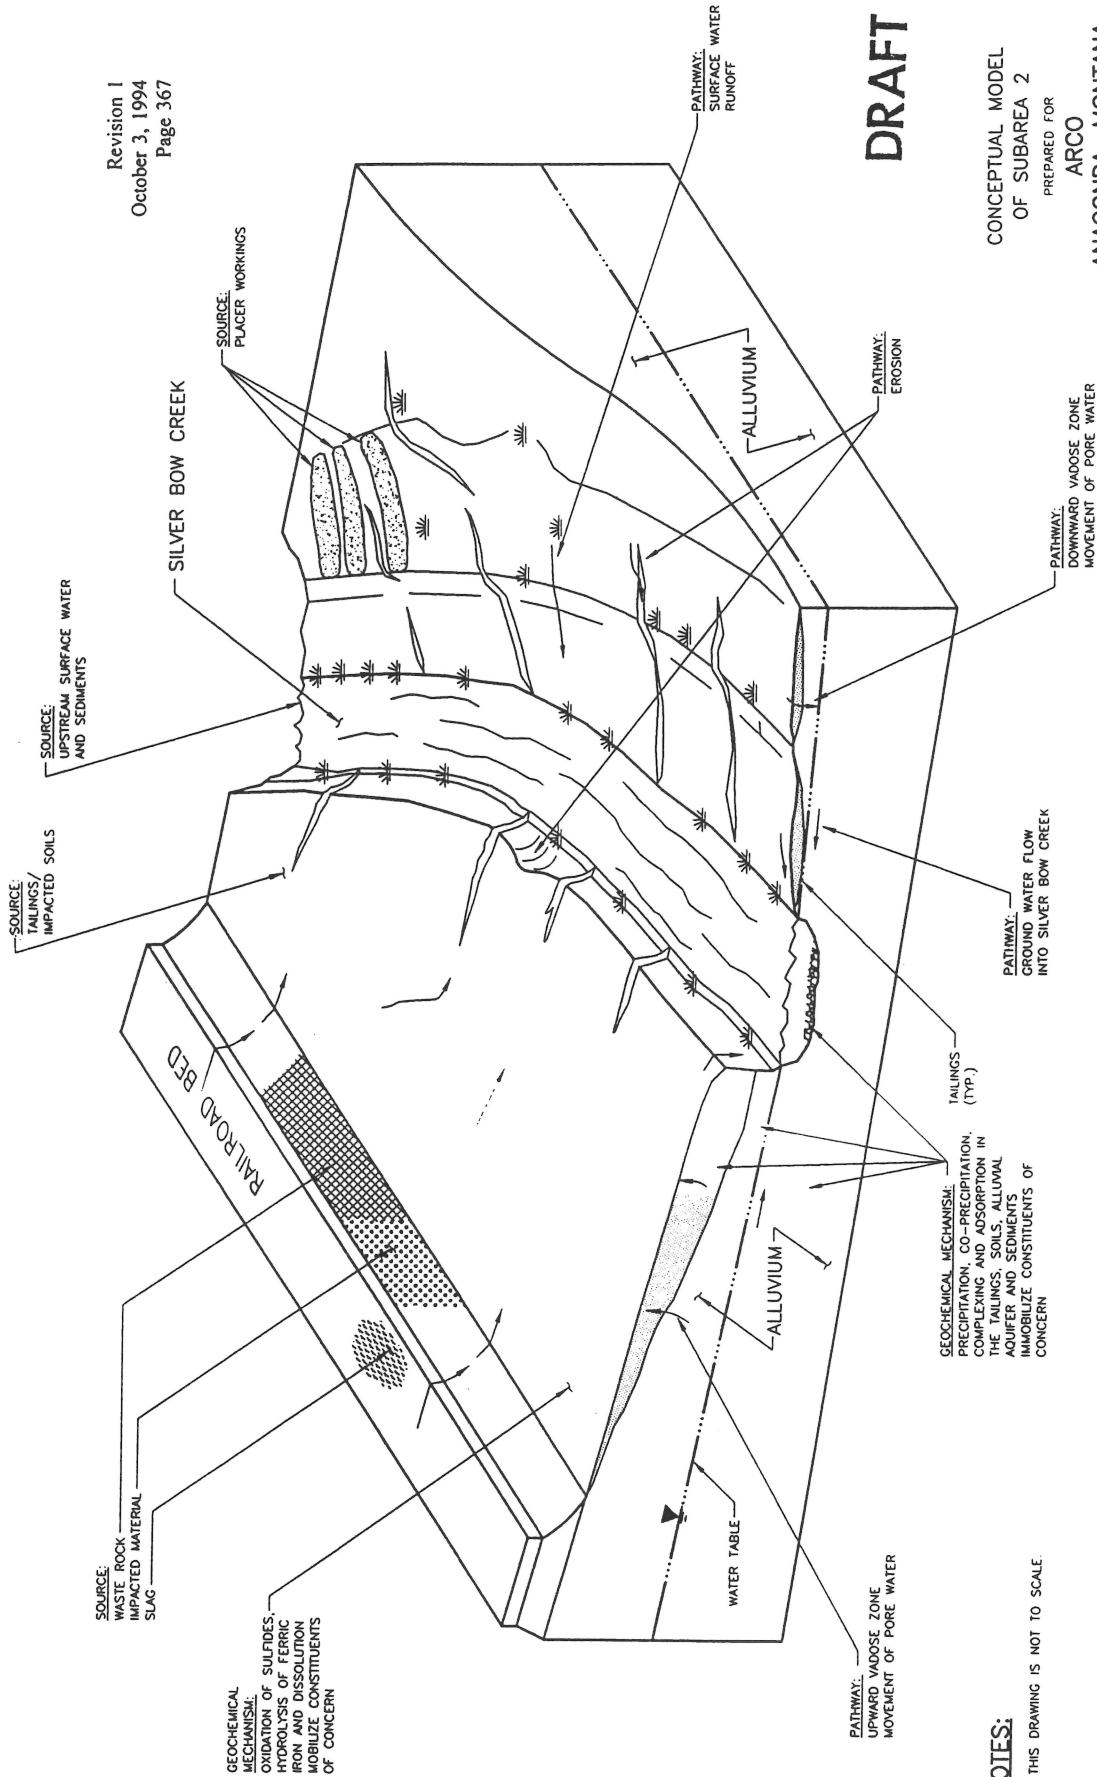 Revision 1
October 3, 1994
Page 367
SOURCE:
TAILINGS/
IMPACTED SOILS
SOURCE:
UPSTREAM SURFACE WATER
AND SEDIMENTS
SILVER BOW CREEK
SOURCE:
PLACER WORKINGS
PATHWAY:
SURFACE WATER
RUNOFF
SOURCE:
WASTE ROCK
IMPACTED MATERIAL
SLAG
RAILROAD BED
GEOCHEMICAL
MECHANISM:
OXIDATION OF SULFIDES,
HYDROLYSIS OF FERRIC
IRON AND DISSOLUTION
MOBILIZE CONSTITUENTS
OF CONCERN
ALLUVIUM
PATHWAY:
EROSION
WATER TABLE
ALLUVIUM
PATHWAY:
UPWARD VADOSE ZONE
MOVEMENT OF PORE WATER
GEOCHEMICAL MECHANISM:
PRECIPITATION, CO-PRECIPITATION,
COMPLEXING AND ADSORPTION IN
THE TAILINGS, SOILS, ALLUVIAL
AQUIFER AND SEDIMENTS
IMMOBILIZE CONSTITUENTS OF
CONCERN
TAILINGS
(TYP.)
PATHWAY:
GROUND WATER FLOW
INTO SILVER BOW CREEK
PATHWAY:
DOWNWARD VADOSE ZONE
MOVEMENT OF PORE WATER
DRAFT
CONCEPTUAL MODEL
OF SUBAREA 2
PREPARED FOR
ARCO
ANACONDA, MONTANA
OTES:
THIS DRAWING IS NOT TO SCALE.